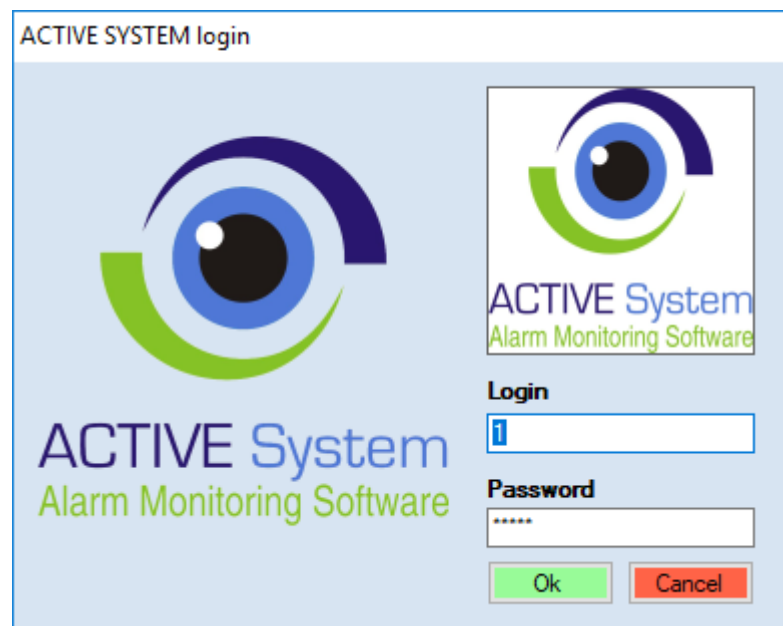 ACTIVE SYSTEM login
ACTIVE System
Alarm Monitoring Software
ACTIVE System
Alarm Monitoring Software
Login
1
Password
*****
Ok
Cancel